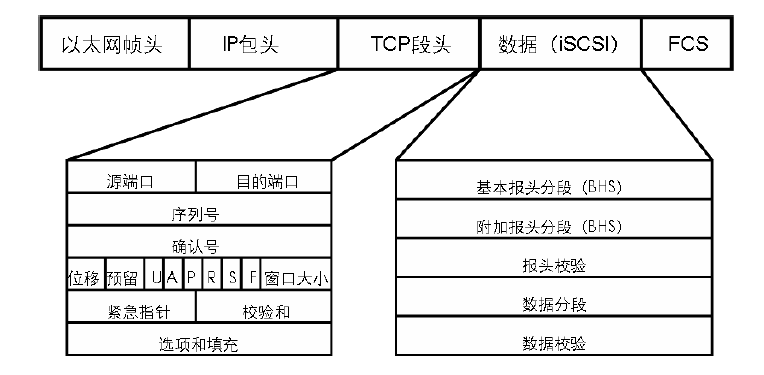 以太网帧头 IP包头 TCP段头 数据（iSCSI） FCS
源端口 目的端口
序列号
确认号
位移 预留 U A P R S F 窗口大小
紧急指针 校验和
选项和填充
基本报头分段（BHS）
附加报头分段（BHS）
报头校验
数据分段
数据校验